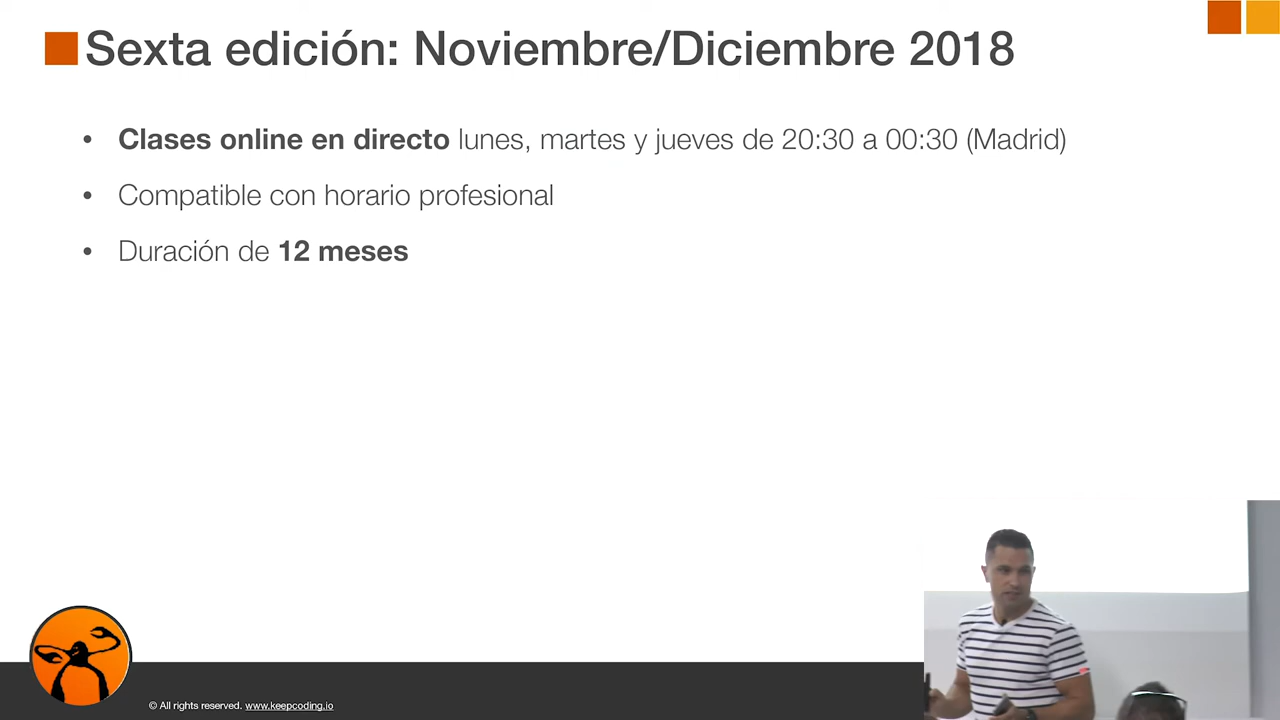 Sexta edición: Noviembre/Diciembre 2018
• Clases online en directo lunes, martes y jueves de 20:30 a 00:30 (Madrid)
• Compatible con horario profesional
• Duración de 12 meses
© All rights reserved. www.keepcoding.io